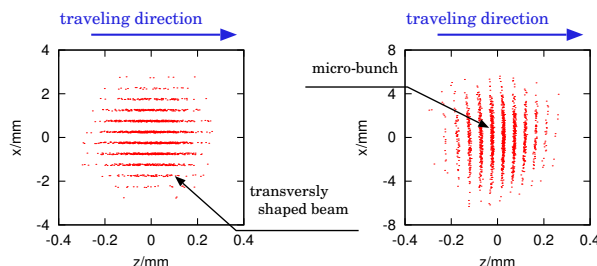 traveling direction
traveling direction
4
2
0
-2
-4
x/mm
-0.4 -0.2 0 0.2 0.4
z/mm
transversly
shaped beam
micro-bunch
8
4
0
-4
-8
x/mm
-0.4 -0.2 0 0.2 0.4
z/mm